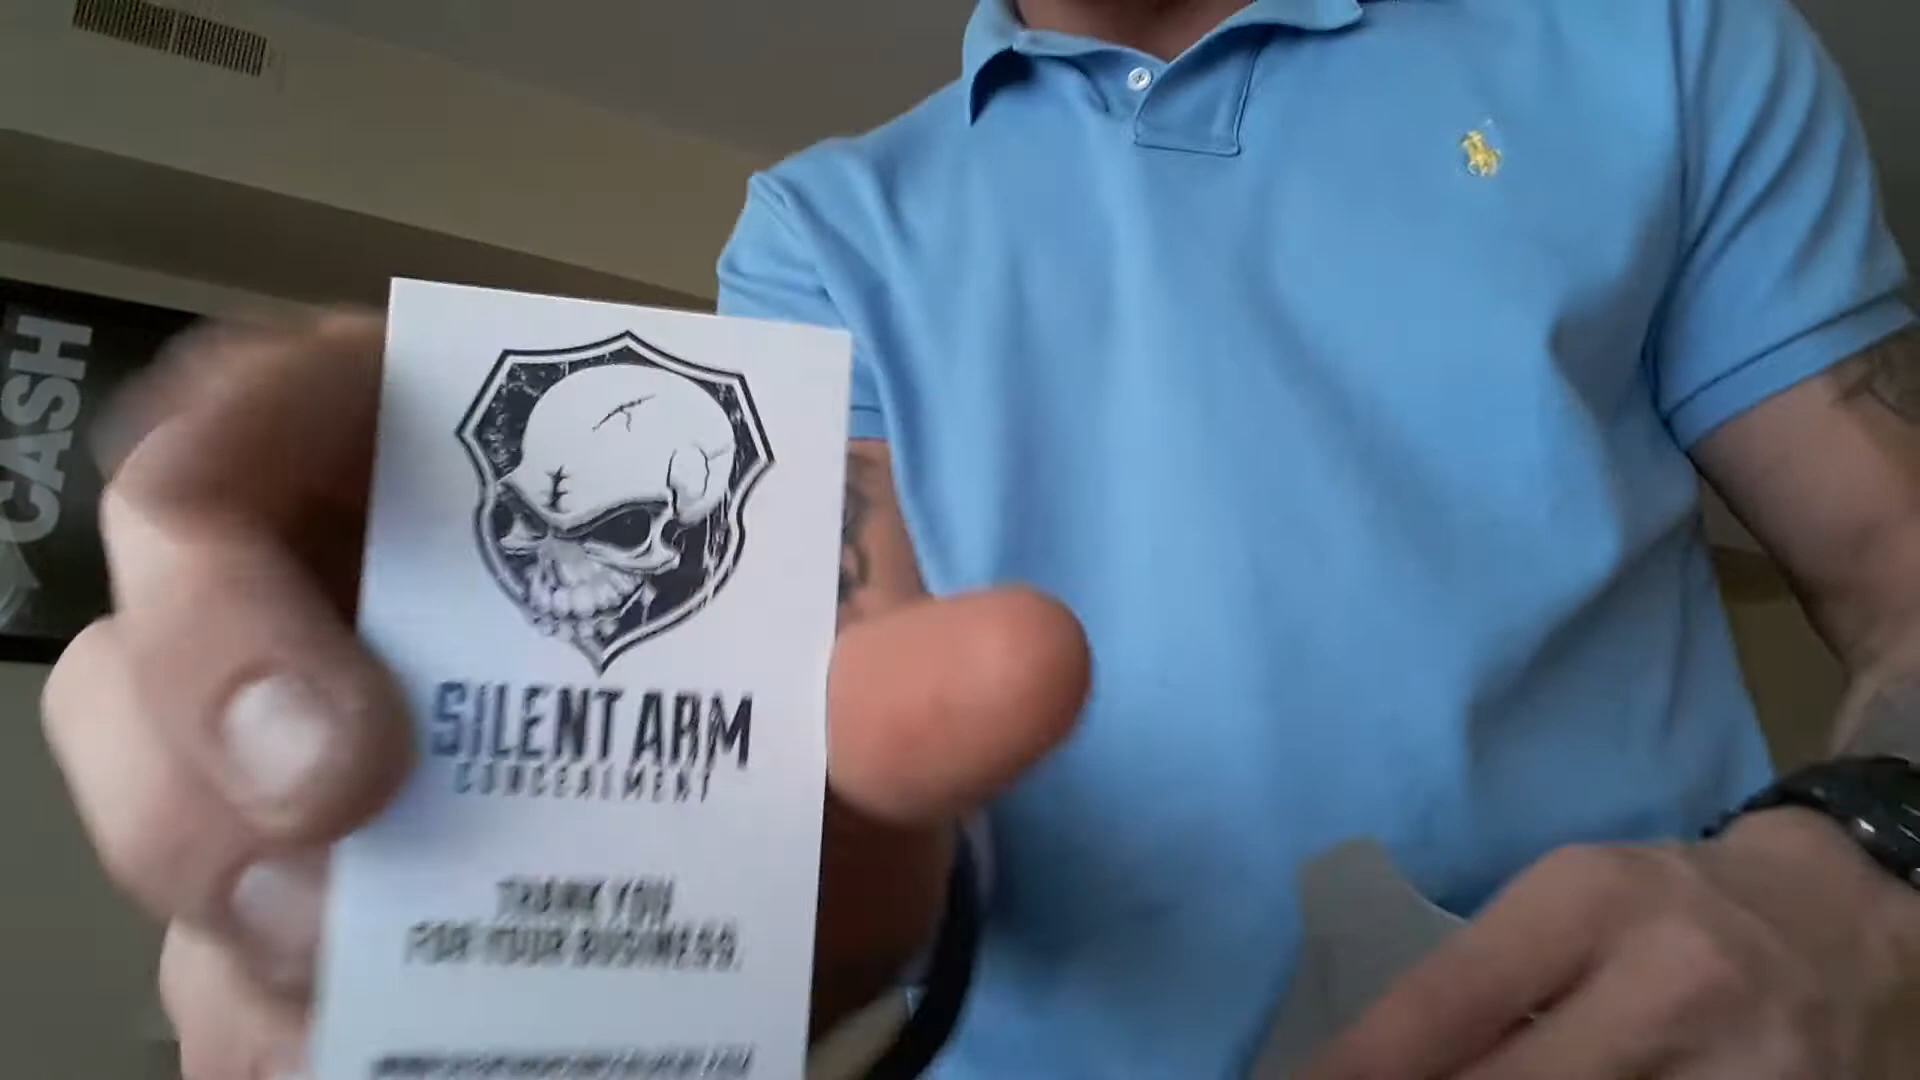 CASH
SILENT ARM
CONCEALMENT
THANK YOU
FOR YOUR BUSINESS.